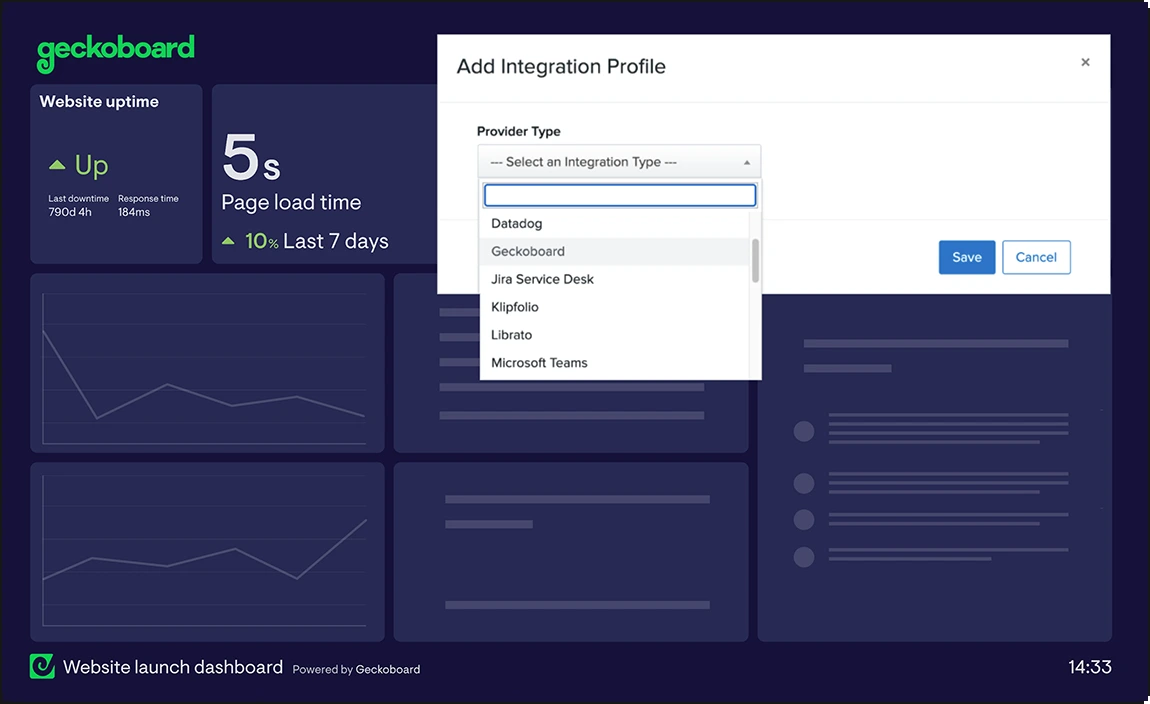 geckoboard
Website uptime
Up
Last downtime Response time
790d 4h 184ms
5s
Page load time
10% Last 7 days
Add Integration Profile
×
Provider Type
--- Select an Integration Type ---
Datadog
Geckoboard
Jira Service Desk
Klipfolio
Librato
Microsoft Teams
Save Cancel
Website launch dashboard Powered by Geckoboard
14:33